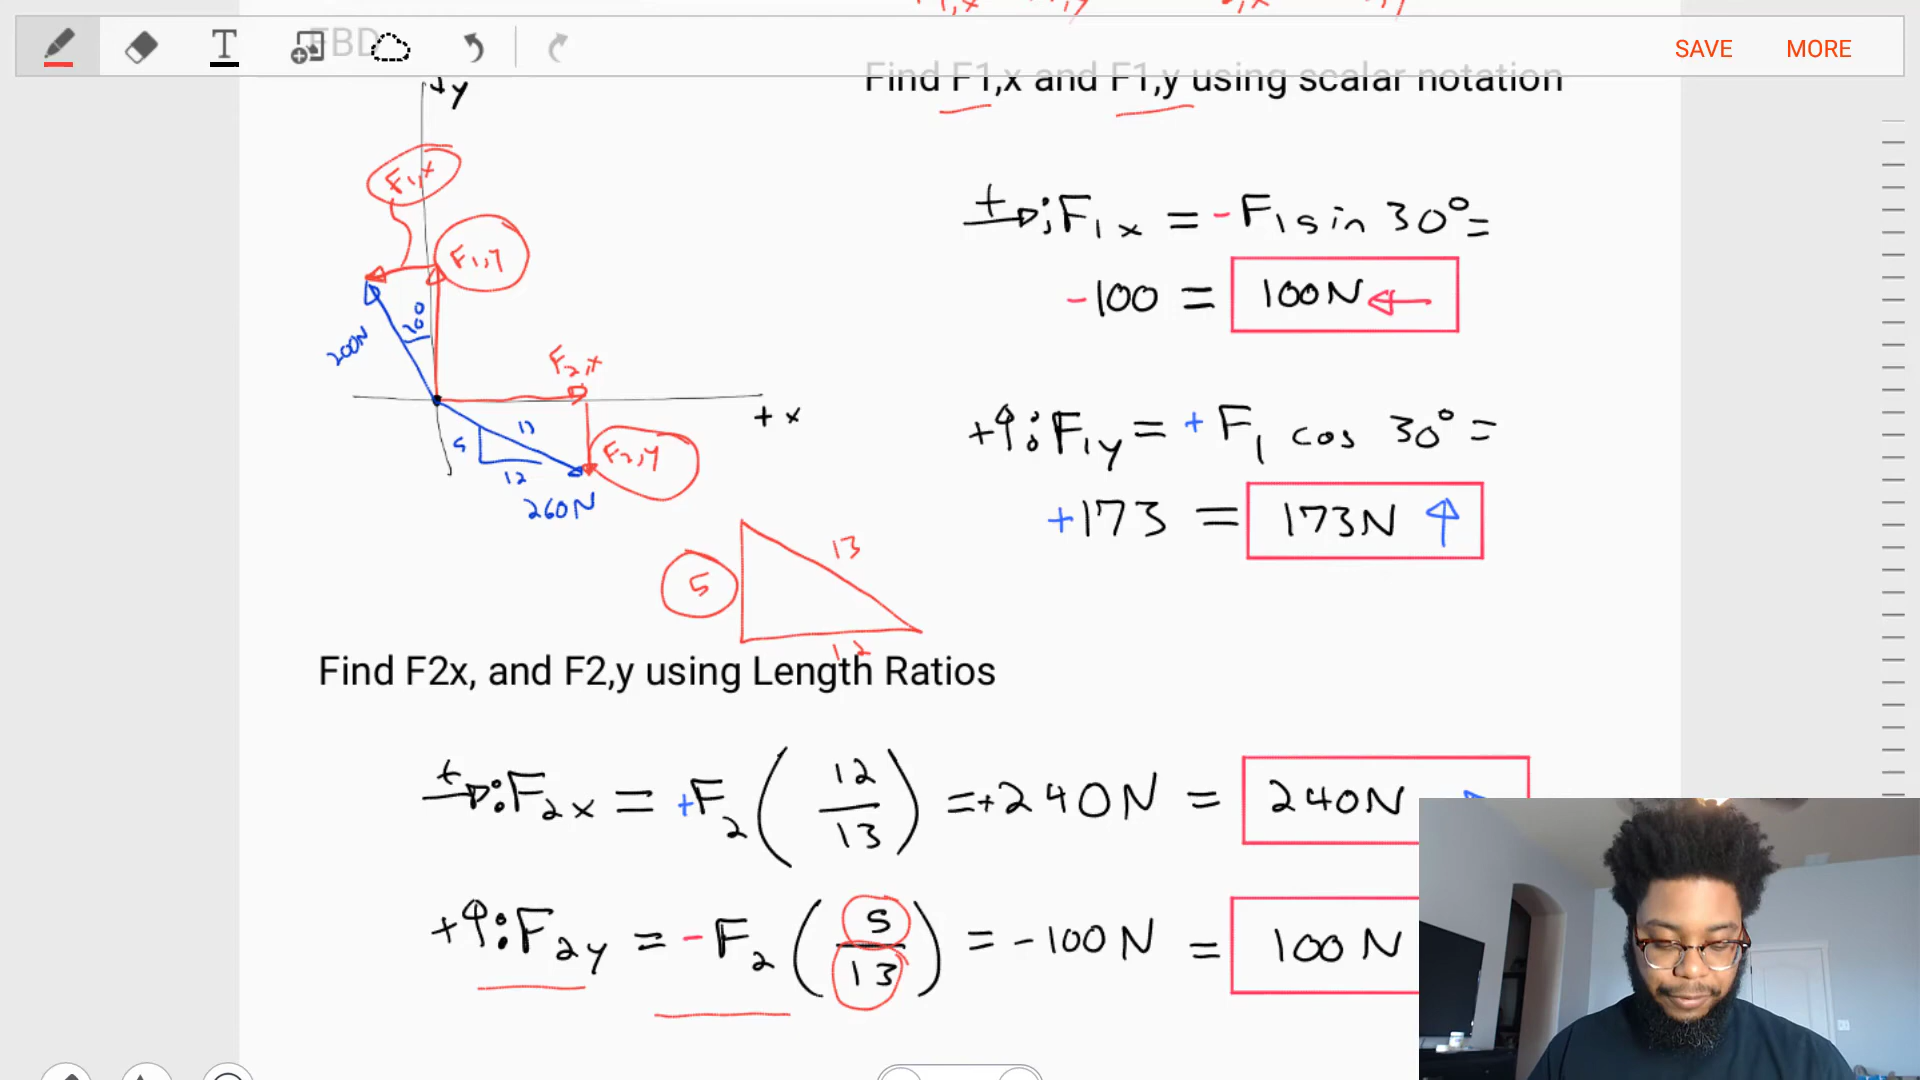 FBD
T
SAVE
MORE
Find F1,x and F1,y using scalar notation
+y
F1,x
F1,y
200N
F2,x
+ x
5
13
12
F2,y
260N
+ : F1x = -F1 sin 30° =
-100 = 100N
+ : F1y = + F1 cos 30° =
+173 = 173N
5
13
12
Find F2x, and F2,y using Length Ratios
+ : F2x = +F2 ( 12 / 13 ) = +240N = 240N
+ : F2y = -F2 ( 5 / 13 ) = -100N = 100N